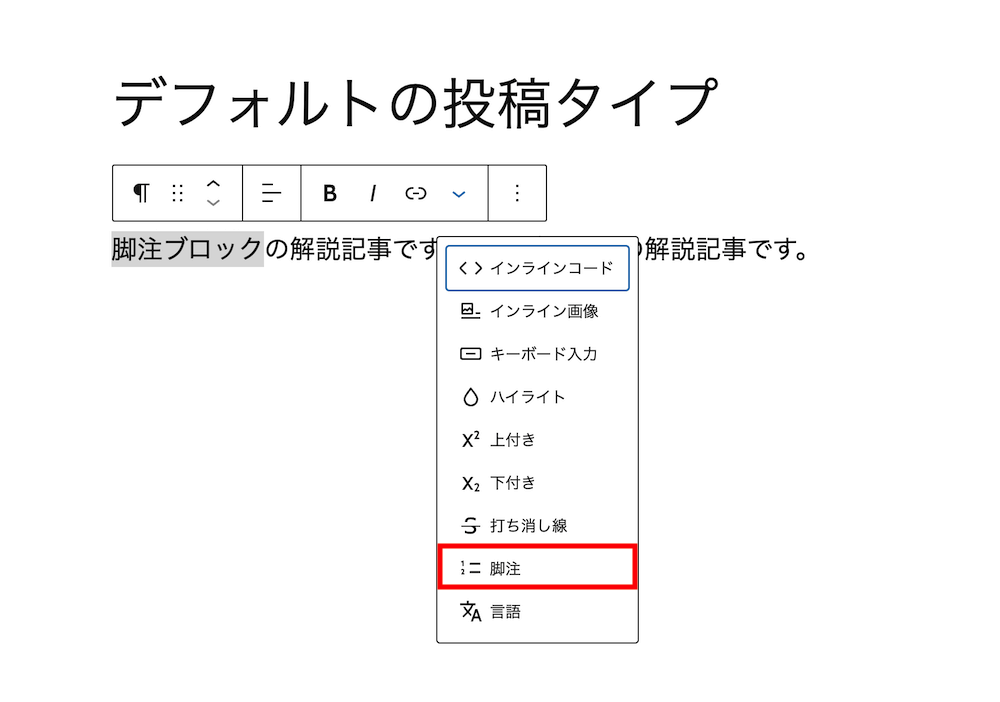 デフォルトの投稿タイプ
B I
脚注ブロックの解説記事です の解説記事です。
インラインコード
インライン画像
キーボード入力
ハイライト
X² 上付き
X₂ 下付き
S 打ち消し線
脚注
言語